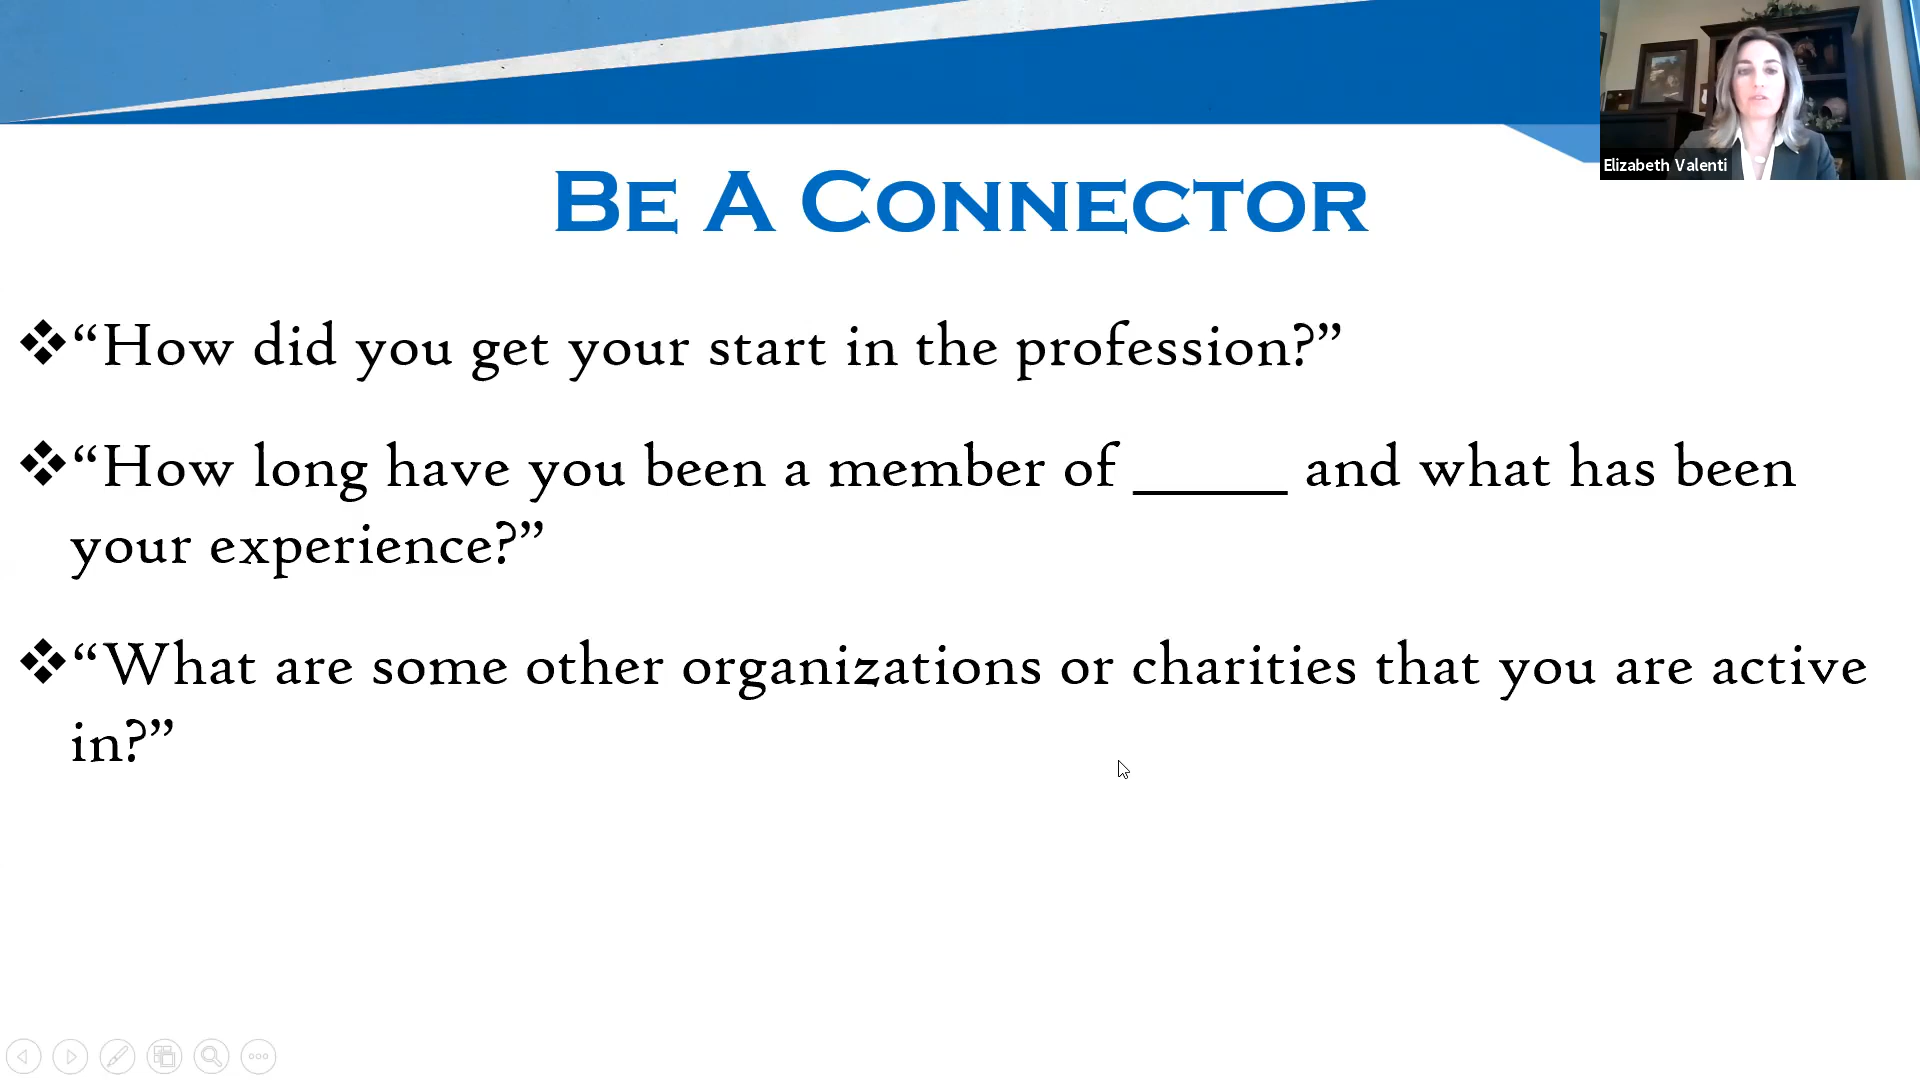 Elizabeth Valenti
BE A CONNECTOR
❖“How did you get your start in the profession?”
❖“How long have you been a member of _____ and what has been
your experience?”
❖“What are some other organizations or charities that you are active
in?”